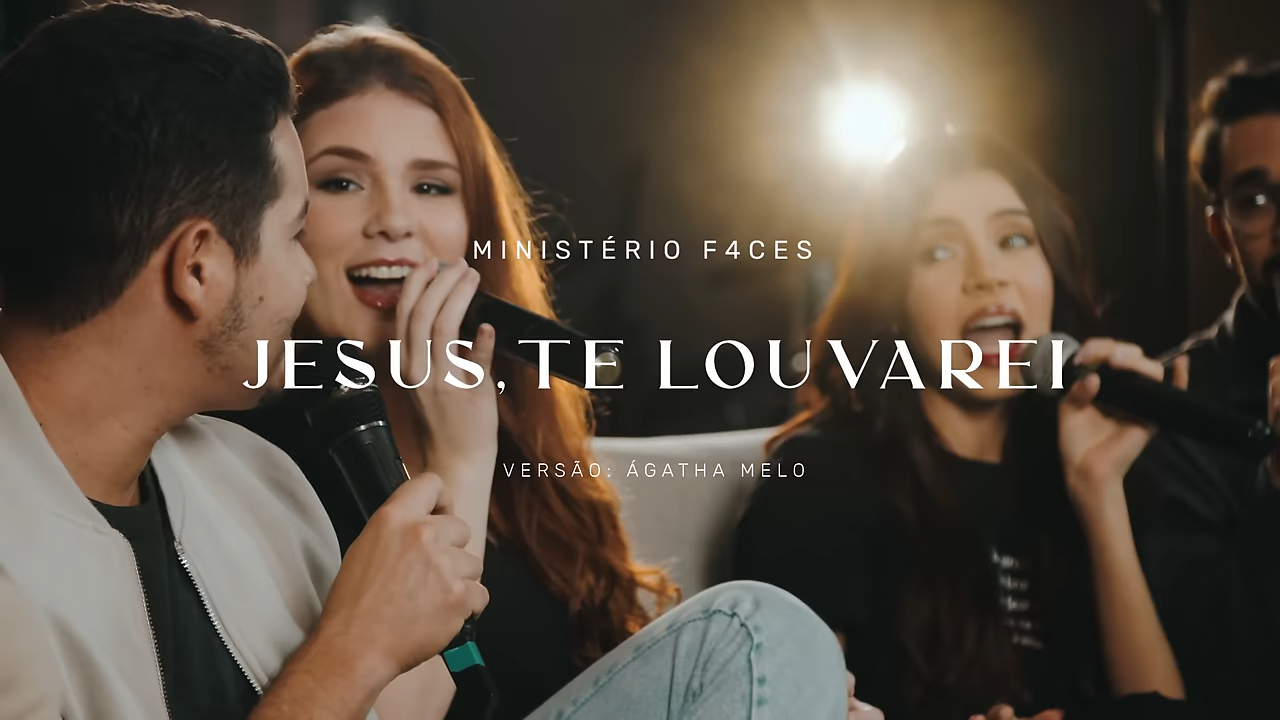 MINISTÉRIO F4CES
JESUS, TE LOUVAREI
VERSÃO: ÁGATHA MELO